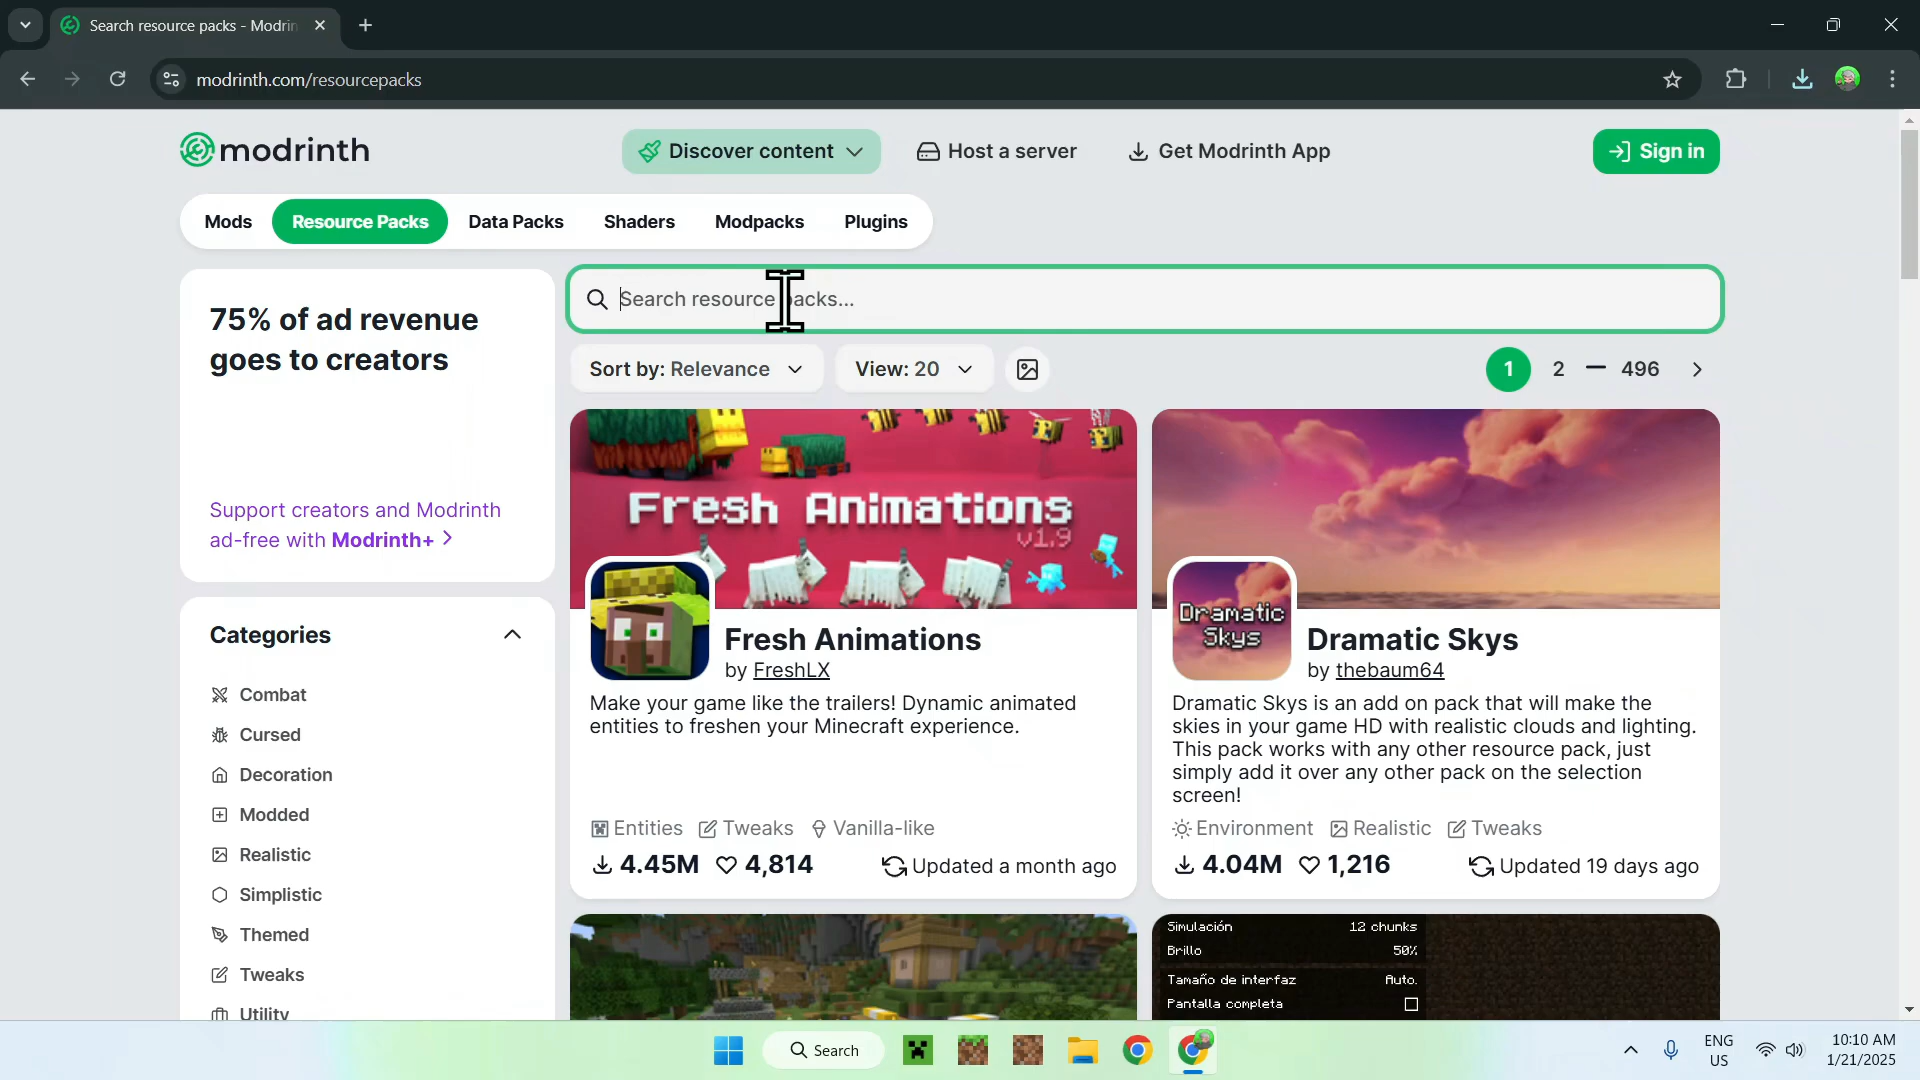 Search resource packs - Modrin
modrinth.com/resourcepacks
modrinth
Discover content
Host a server
Get Modrinth App
Sign in
Mods
Resource Packs
Data Packs
Shaders
Modpacks
Plugins
75% of ad revenue
goes to creators
Support creators and Modrinth
ad-free with Modrinth+
Search resource packs...
Sort by: Relevance
View: 20
1
2
496
Categories
Combat
Cursed
Decoration
Modded
Realistic
Simplistic
Themed
Tweaks
Utility
Fresh Animations
v1.9
Fresh Animations
by FreshLX
Make your game like the trailers! Dynamic animated
entities to freshen your Minecraft experience.
Entities
Tweaks
Vanilla-like
4.45M
4,814
Updated a month ago
Dramatic
Skys
Dramatic Skys
by thebaum64
Dramatic Skys is an add on pack that will make the
skies in your game HD with realistic clouds and lighting.
This pack works with any other resource pack, just
simply add it over any other pack on the selection
screen!
Environment
Realistic
Tweaks
4.04M
1,216
Updated 19 days ago
Simulación 12 chunks
Brillo 50%
Tamaño de interfaz Auto.
Pantalla completa
Search
ENG
US
10:10 AM
1/21/2025